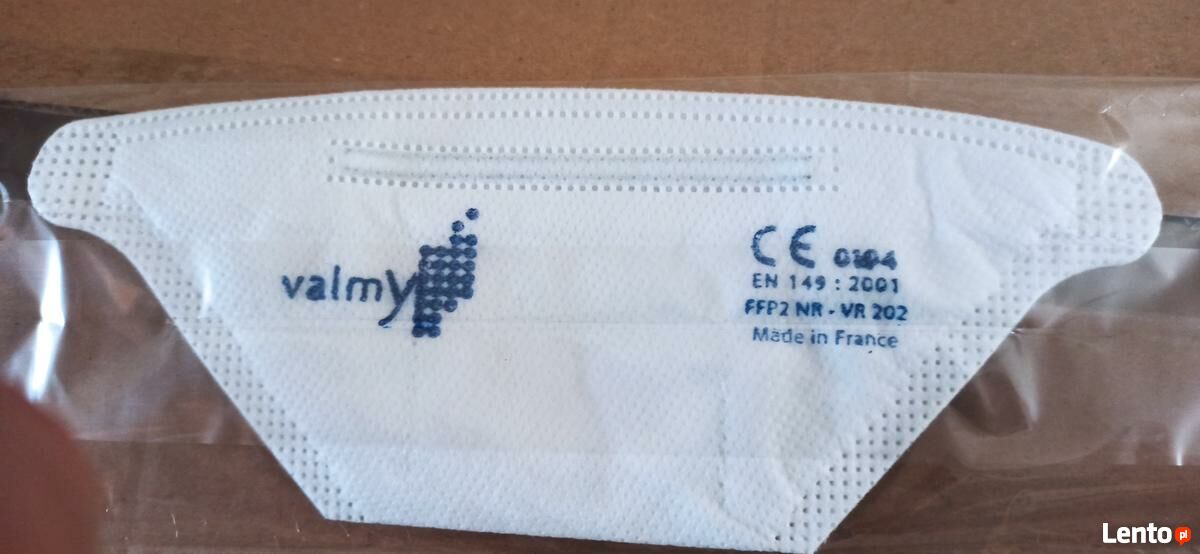 valmy
CE 0194
EN 149 : 2001
FFP2 NR - VR 202
Made in France
Lento pl